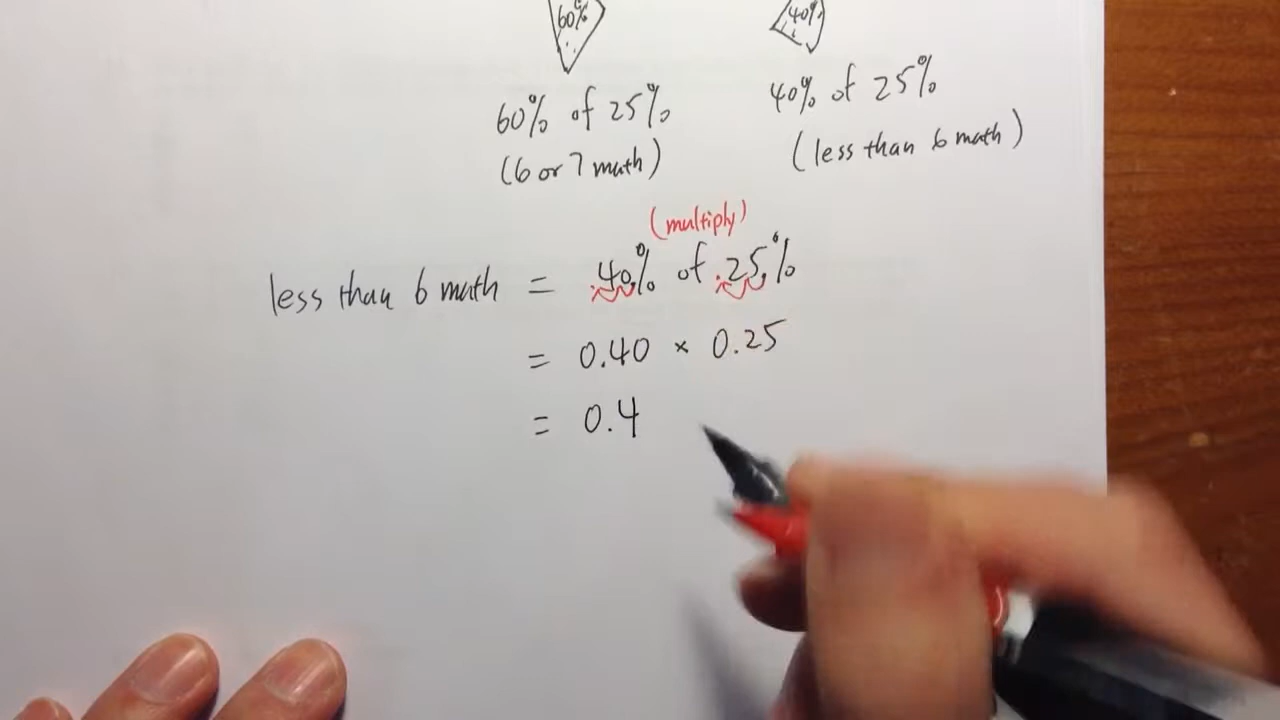 60% 40%
60% of 25% 40% of 25%
(6 or 7 math) (less than 6 math)
(multiply)
less than 6 math = 40.% of .25.%
= 0.40 × 0.25
= 0.4